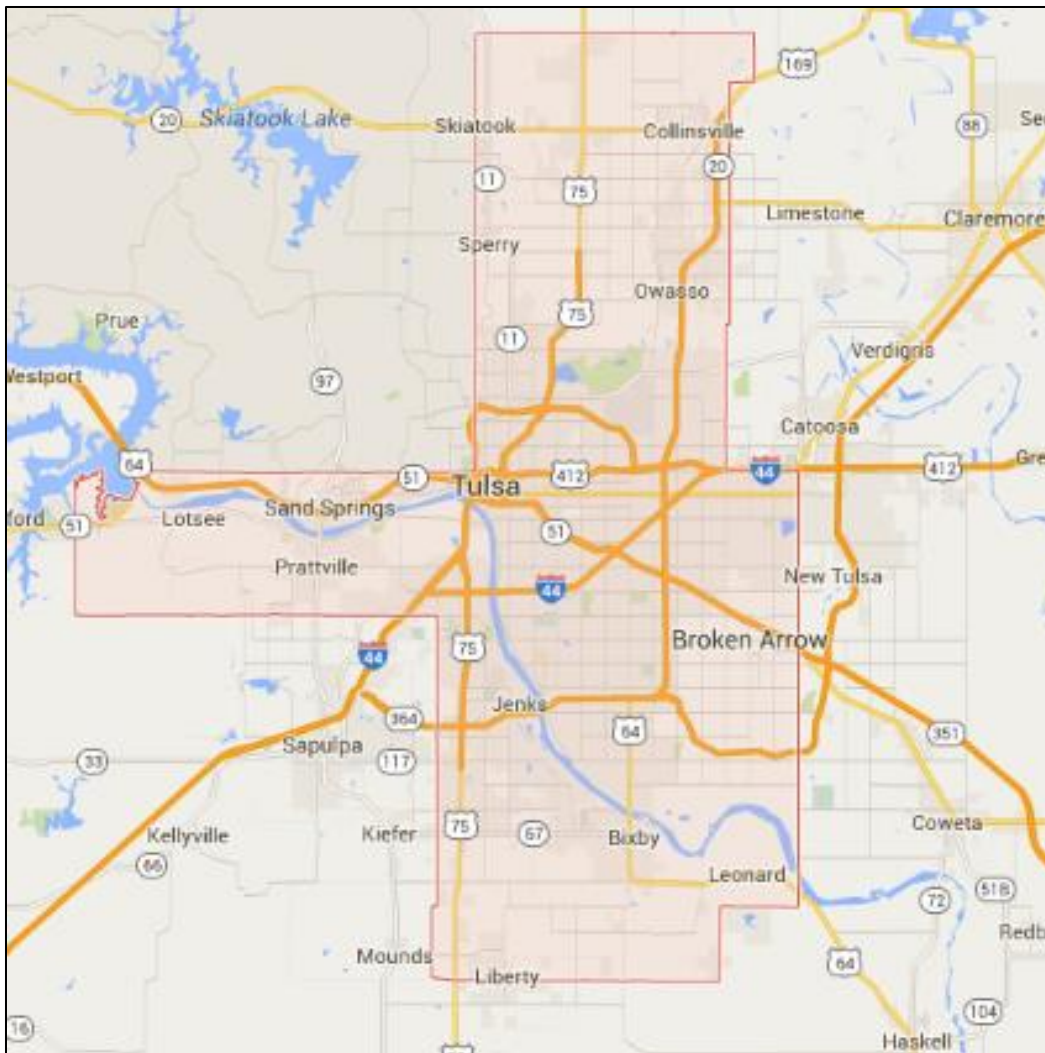 169
20
Skiatook Lake
Skiatook
Collinsville
88
Se
11
75
20
Limestone
Claremore
Sperry
Owasso
Prue
75
11
Verdigris
Westport
97
Catoosa
64
51
Tulsa
412
44
412
Gre
ford
51
Lotsee
Sand Springs
51
Prattville
44
New Tulsa
44
75
Broken Arrow
364
Jenks
64
351
33
Sapulpa
117
Kellyville
Kiefer
75
67
Bixby
Coweta
66
Leonard
72
51B
Redb
Mounds
Liberty
64
16
104
Haskell